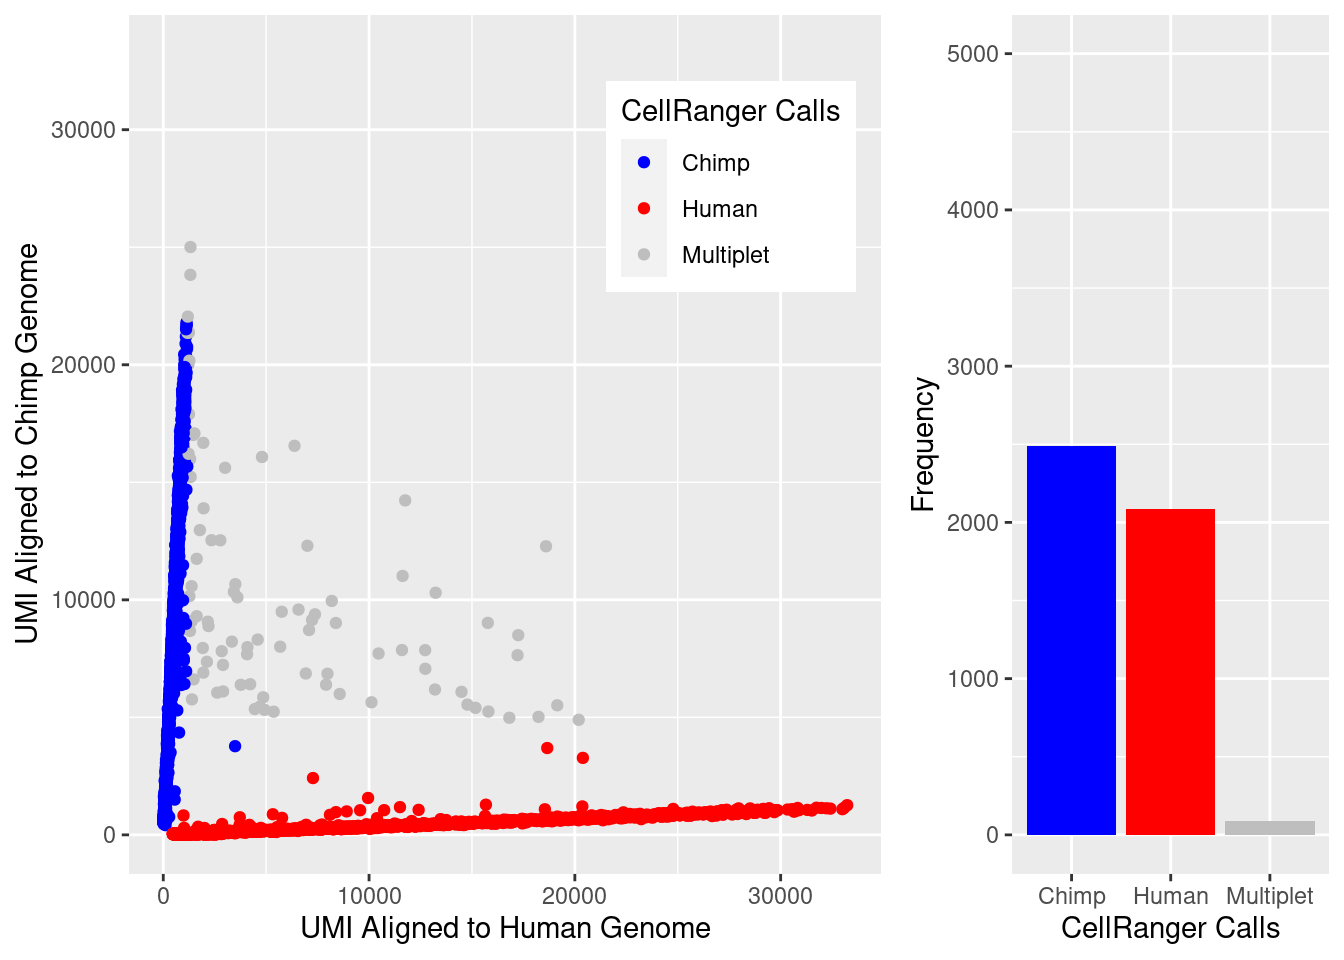 UMI Aligned to Chimp Genome
30000
20000
10000
0
CellRanger Calls
Chimp
Human
Multiplet
0
10000
20000
30000
UMI Aligned to Human Genome
Frequency
5000
4000
3000
2000
1000
0
Chimp
Human
Multiplet
CellRanger Calls